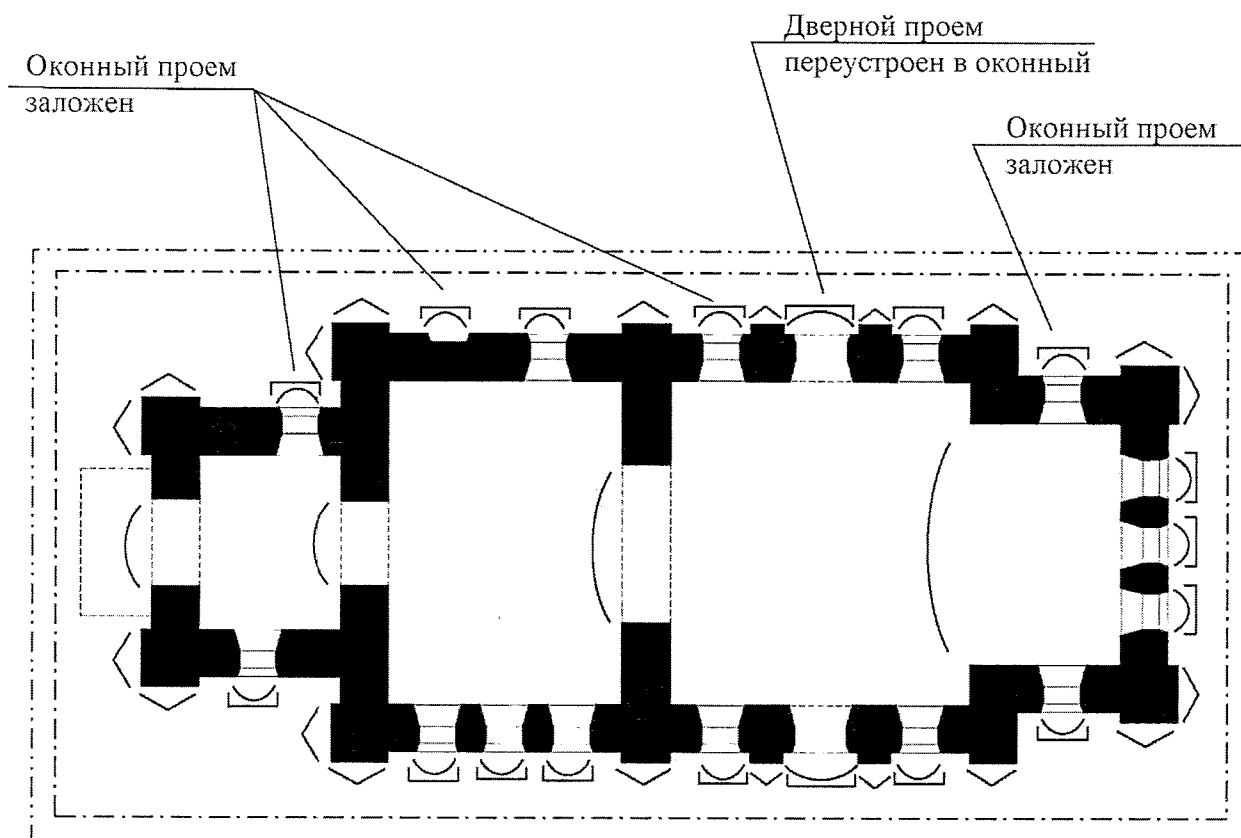 Оконный проем
заложен
Дверной проем
переустроен в оконный
Оконный проем
заложен